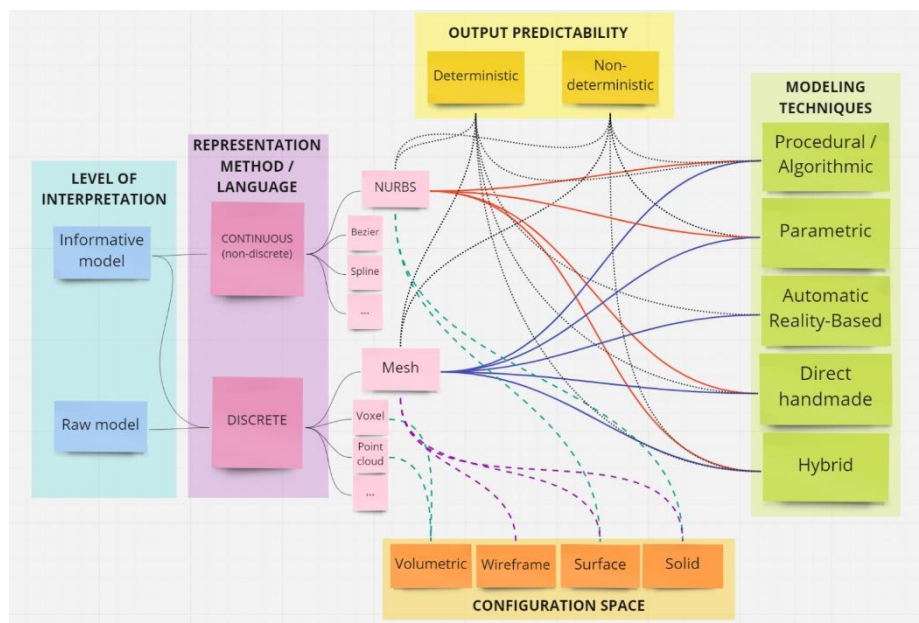 OUTPUT PREDICTABILITY
Deterministic
Non-
deterministic
MODELING
TECHNIQUES
Procedural /
Algorithmic
Parametric
Automatic
Reality-Based
Direct
handmade
Hybrid
REPRESENTATION
METHOD /
LANGUAGE
CONTINUOUS
(non-discrete)
DISCRETE
LEVEL OF
INTERPRETATION
Informative
model
Raw model
NURBS
Bezier
Spline
...
Mesh
Voxel
Point
cloud
...
Volumetric
Wireframe
Surface
Solid
CONFIGURATION SPACE